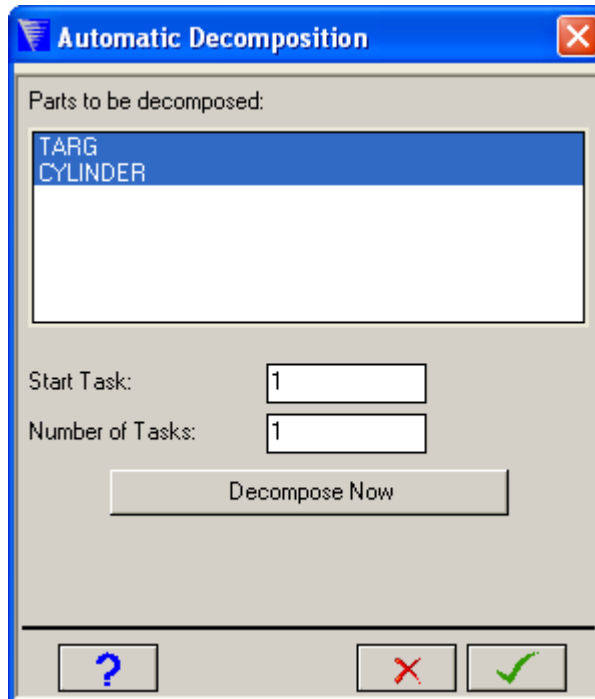 Automatic Decomposition
Parts to be decomposed:
TARG
CYLINDER
Start Task: 1
Number of Tasks: 1
Decompose Now
?